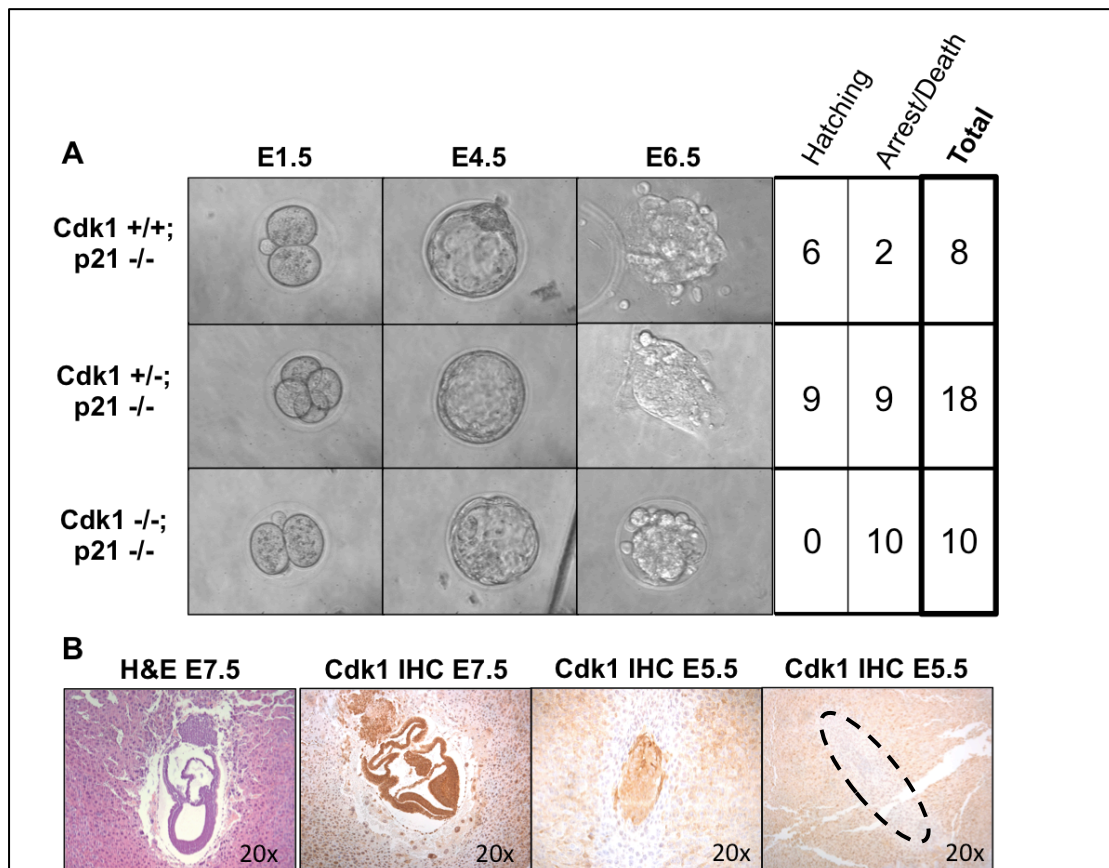 Hatching
Arrest/Death
Total
A
E1.5 E4.5 E6.5
Cdk1 +/+;
p21 -/-
6 2 8
Cdk1 +/-;
p21 -/-
9 9 18
Cdk1 -/-;
p21 -/-
0 10 10
B
H&E E7.5 Cdk1 IHC E7.5 Cdk1 IHC E5.5 Cdk1 IHC E5.5
20x 20x 20x 20x